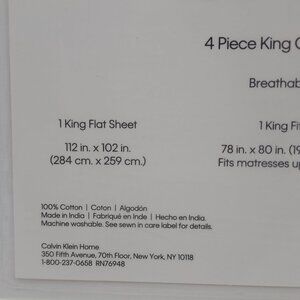 4 Piece King
Breathab
1 King Flat Sheet
112 in. x 102 in.
(284 cm. x 259 cm.)
1 King Fi
78 in. x 80 in. (19
Fits matresses up
100% Cotton | Coton | Algodón
Made in India | Fabriqué en Inde | Hecho en India.
Machine washable. See sewn in care label for details.
Calvin Klein Home
350 Fifth Avenue, 70th Floor, New York, NY 10118
1-800-237-0658 RN76948